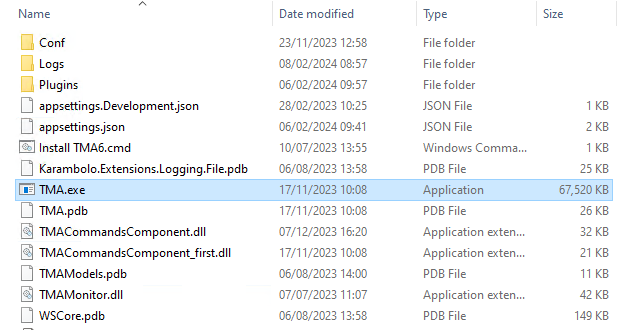 Name Date modified Type Size
Conf 23/11/2023 12:58 File folder
Logs 08/02/2024 08:57 File folder
Plugins 06/02/2024 09:57 File folder
appsettings.Development.json 28/02/2023 10:25 JSON File 1 KB
appsettings.json 06/02/2024 09:41 JSON File 2 KB
Install TMA6.cmd 10/07/2023 13:55 Windows Comma... 1 KB
Karambolo.Extensions.Logging.File.pdb 06/08/2023 13:58 PDB File 25 KB
TMA.exe 17/11/2023 10:08 Application 67,520 KB
TMA.pdb 17/11/2023 10:08 PDB File 26 KB
TMACommandsComponent.dll 07/12/2023 16:20 Application exten... 32 KB
TMACommandsComponent_first.dll 17/11/2023 10:08 Application exten... 21 KB
TMAModels.pdb 06/08/2023 14:00 PDB File 11 KB
TMAMonitor.dll 07/07/2023 11:07 Application exten... 42 KB
WSCore.pdb 06/08/2023 13:58 PDB File 149 KB